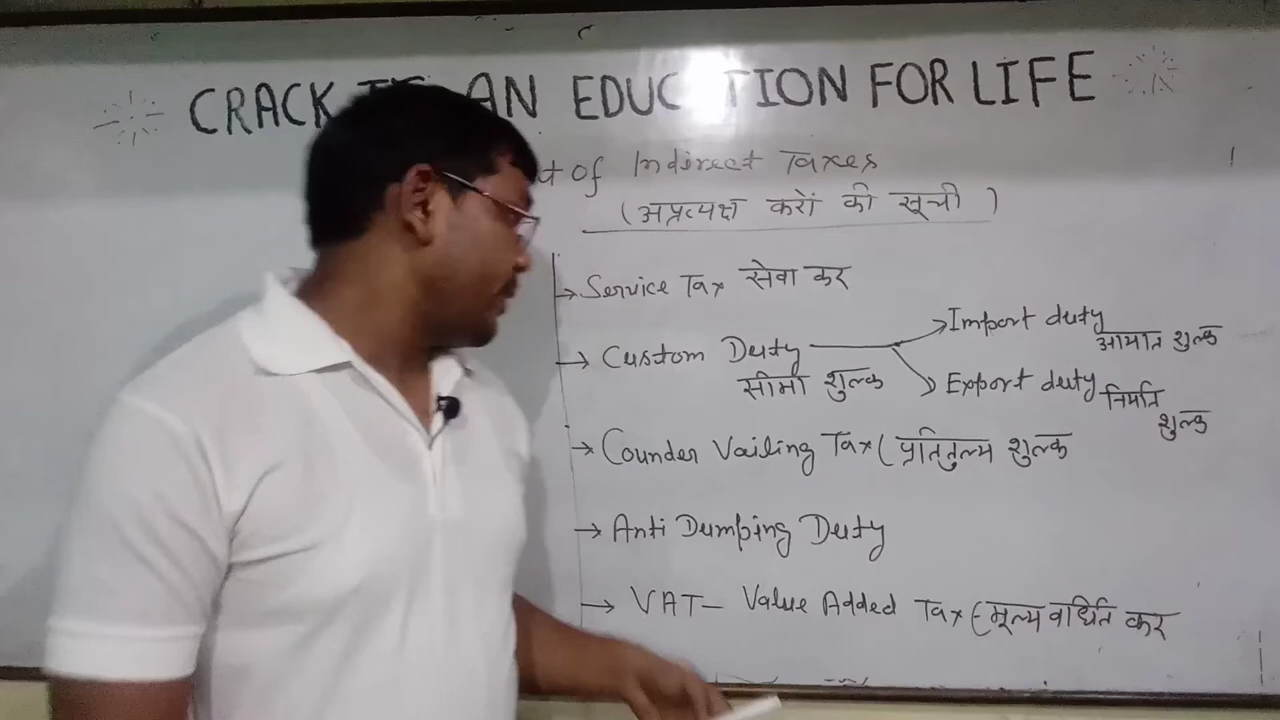 CRACK AN EDUC TION FOR LIFE
t of Indirect Taxes
(अप्रत्यक्ष करों की सूची)
→ Service Tax सेवा कर
→ Custom Duty → Import duty आयात शुल्क
सीमा शुल्क → Export duty निर्यात शुल्क
→ Counder Vailing Tax ( प्रतितुल्य शुल्क
→ Anti Dumping Duty
→ VAT - Value Added Tax (मूल्य वर्धित कर